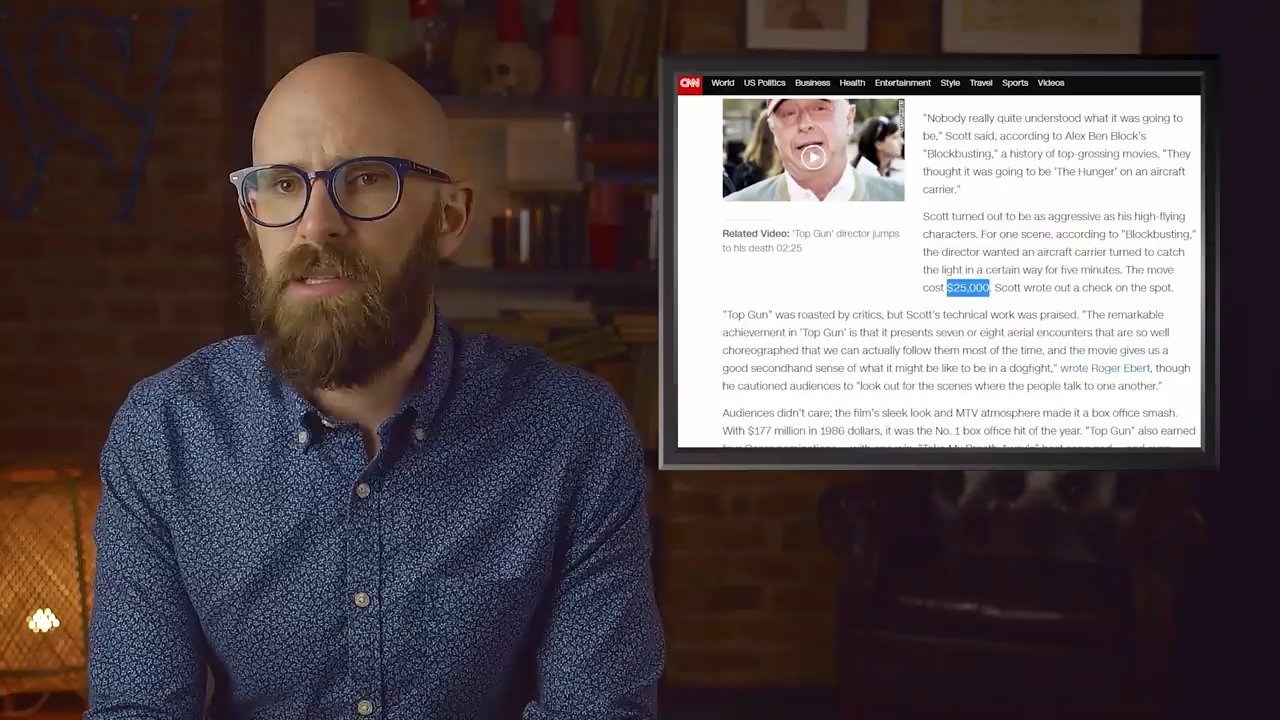 CNN World US Politics Business Health Entertainment Style Travel Sports Videos
"Nobody really quite understood what it was going to
be," Scott said, according to Alex Ben Block's
"Blockbusting," a history of top-grossing movies. "They
thought it was going to be 'The Hunger' on an aircraft
carrier."
Related Video: 'Top Gun' director jumps
to his death 02:25
Scott turned out to be as aggressive as his high-flying
characters. For one scene, according to "Blockbusting,"
the director wanted an aircraft carrier turned to catch
the light in a certain way for five minutes. The move
cost $25,000. Scott wrote out a check on the spot.
"Top Gun" was roasted by critics, but Scott's technical work was praised. "The remarkable
achievement in 'Top Gun' is that it presents seven or eight aerial encounters that are so well
choreographed that we can actually follow them most of the time, and the movie gives us a
good secondhand sense of what it might be like to be in a dogfight," wrote Roger Ebert, though
he cautioned audiences to "look out for the scenes where the people talk to one another."
Audiences didn't care; the film's sleek look and MTV atmosphere made it a box office smash.
With $177 million in 1986 dollars, it was the No. 1 box office hit of the year. "Top Gun" also earned